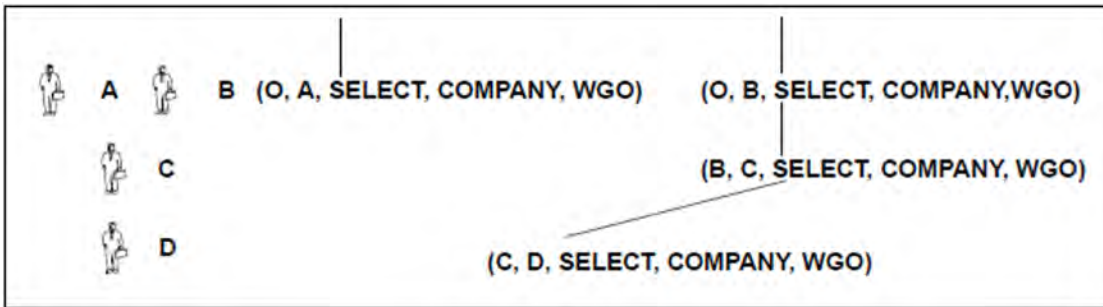 A B (O, A, SELECT, COMPANY, WGO) (O, B, SELECT, COMPANY,WGO)
C (B, C, SELECT, COMPANY, WGO)
D (C, D, SELECT, COMPANY, WGO)